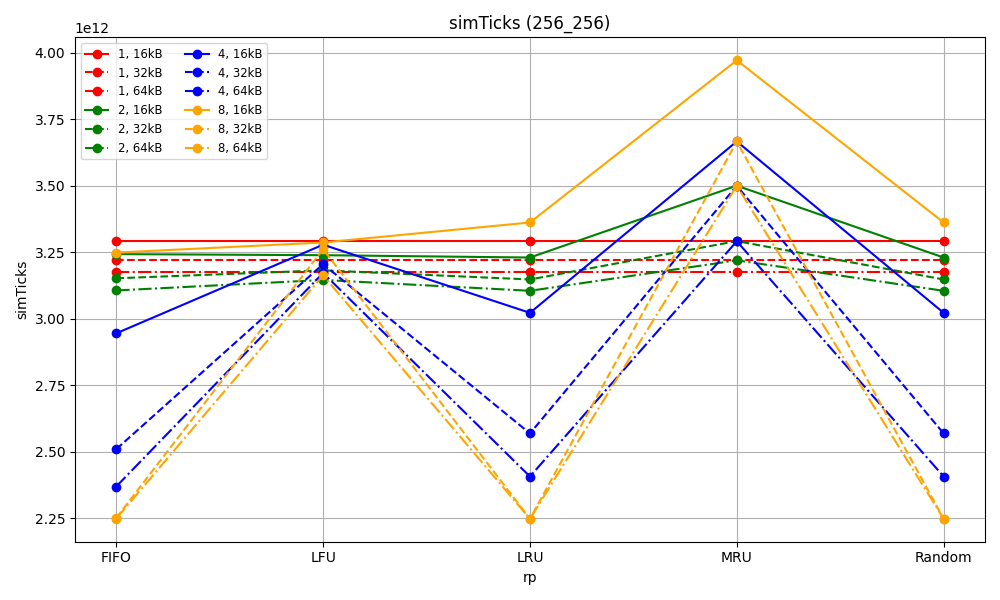 simTicks (256_256)
1e12
4.00
3.75
3.50
3.25
3.00
2.75
2.50
2.25
simTicks
1, 16kB
1, 32kB
1, 64kB
2, 16kB
2, 32kB
2, 64kB
4, 16kB
4, 32kB
4, 64kB
8, 16kB
8, 32kB
8, 64kB
FIFO
LFU
LRU
MRU
Random
rp